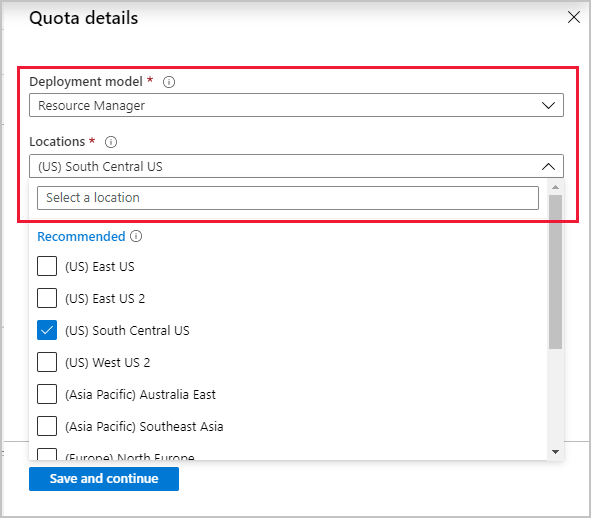 Quota details
Deployment model *
Resource Manager
Locations *
(US) South Central US
Select a location
Recommended
(US) East US
(US) East US 2
(US) South Central US
(US) West US 2
(Asia Pacific) Australia East
(Asia Pacific) Southeast Asia
(Europe) North Europe
Save and continue